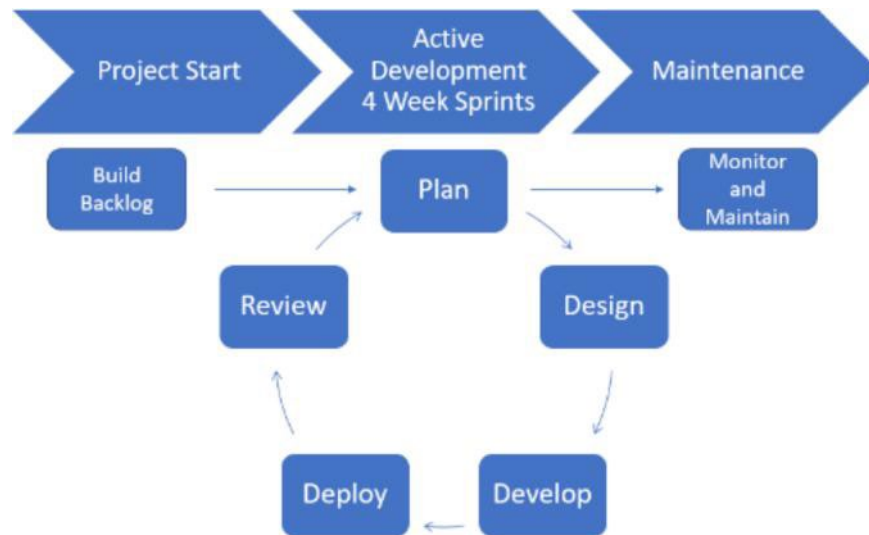 Project Start
Active
Development
4 Week Sprints
Maintenance
Build
Backlog
Plan
Monitor
and
Maintain
Review
Design
Deploy
Develop